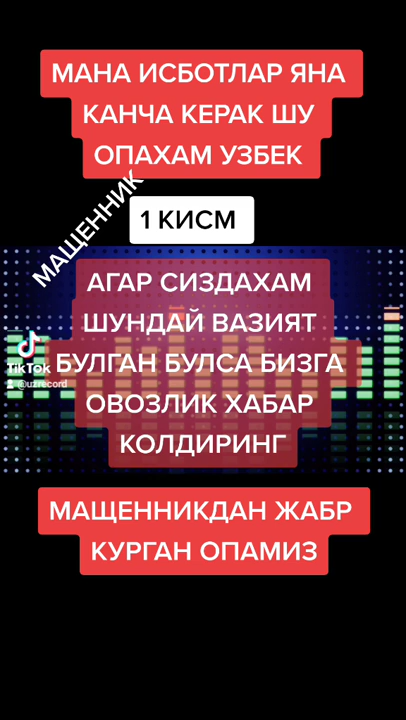 МАНА ИСБОТЛАР ЯНА
КАНЧА КЕРАК ШУ
ОПАХАМ УЗБЕК
МАЩЕННИК
1 КИСМ
АГАР СИЗДАХАМ
ШУНДАЙ ВАЗИЯТ
БУЛГАН БУЛСА БИЗГА
ОВОЗЛИК ХАБАР
КОЛДИРИНГ
TikTok
@uzrecord
МАЩЕННИКДАН ЖАБР
КУРГАН ОПАМИЗ